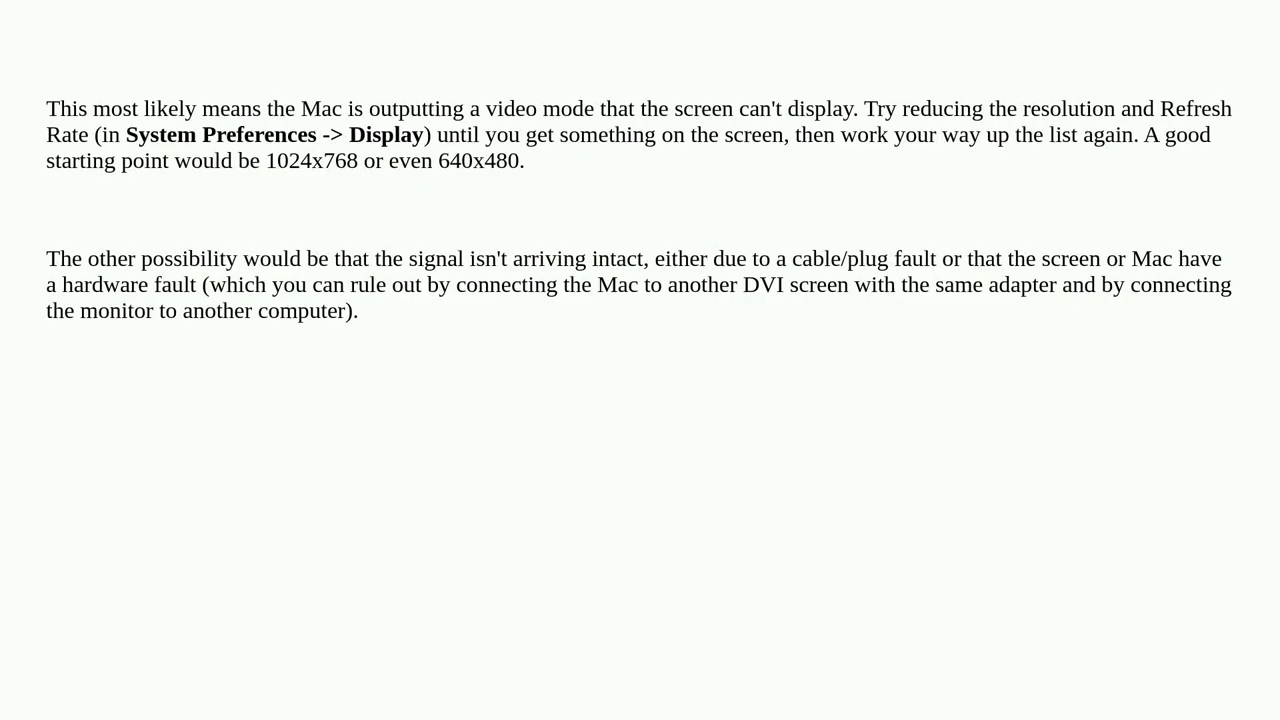 This most likely means the Mac is outputting a video mode that the screen can't display. Try reducing the resolution and Refresh
Rate (in System Preferences -> Display) until you get something on the screen, then work your way up the list again. A good
starting point would be 1024x768 or even 640x480.
The other possibility would be that the signal isn't arriving intact, either due to a cable/plug fault or that the screen or Mac have
a hardware fault (which you can rule out by connecting the Mac to another DVI screen with the same adapter and by connecting
the monitor to another computer).